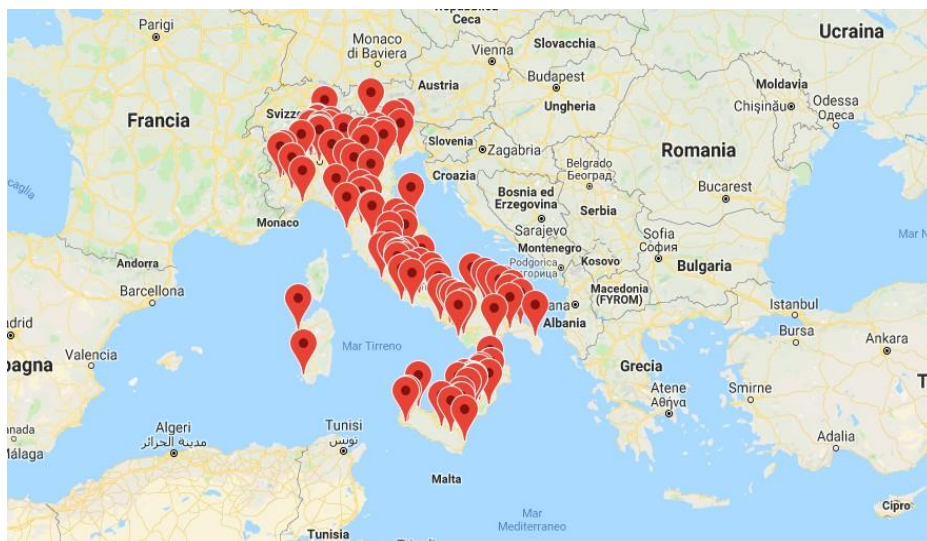 Repubblica
Ceca
Ucraina
Parigi
Monaco
di Baviera
Vienna
Slovacchia
Budapest
Austria
Moldavia
Chișinău
Odessa
Одеса
Francia
Svizz
Ungheria
Slovenia
Zagabria
Romania
Croazia
Belgrado
Београд
Bosnia ed
Erzegovina
Serbia
Bucarest
Monaco
Sarajevo
Sofia
София
Mar N
Andorra
Montenegro
Kosovo
Podgorica
Bulgaria
Barcellona
Macedonia
(FYROM)
Istanbul
adrid
Albania
Bursa
Ankara
Mar Tirreno
pagna
Valencia
Grecia
T
Atene
Αθήνα
Smirne
anada
Málaga
Algeri
مدينة الجزائر
Tunisi
تونس
Adalia
Malta
Cipro
Mar
Mediterraneo
Tunisia